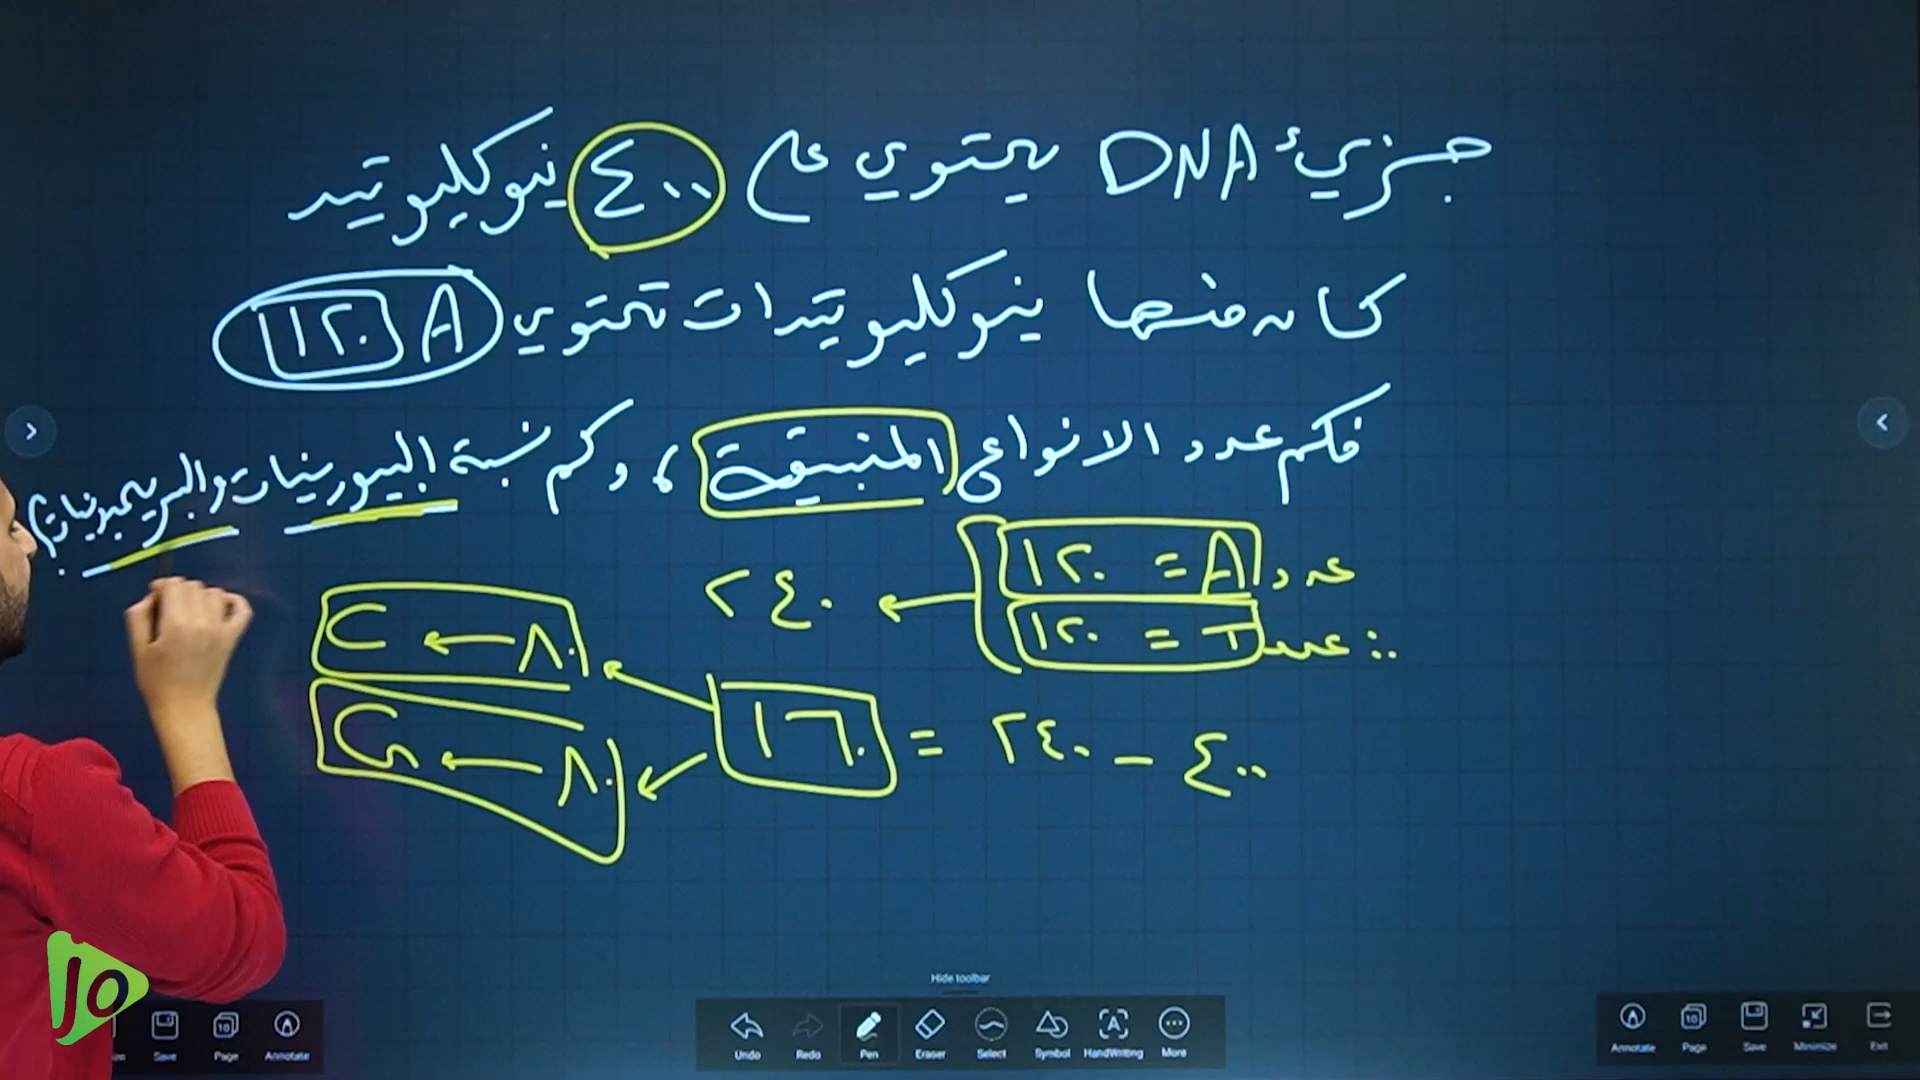 جزيء DNA يحتوي على ٤٠٠ نيوكليوتيد
كان منها نيوكليوتيدات تحتوي A ١٢٠
فكم عدد الانواع المتبقية ، وكم نسبة البيورينات والبريميدينات
عدد A = ١٢٠
∴ عدد T = ١٢٠
٢٤٠
٤٠٠ - ٢٤٠ = ١٦٠
٨٠ ← C
٨٠ ← G
Hide toolbar
Save Page Annotate
Undo Redo Pen Eraser Select Symbol HandWriting More
Annotate Page Save Minimize Exit
Jo